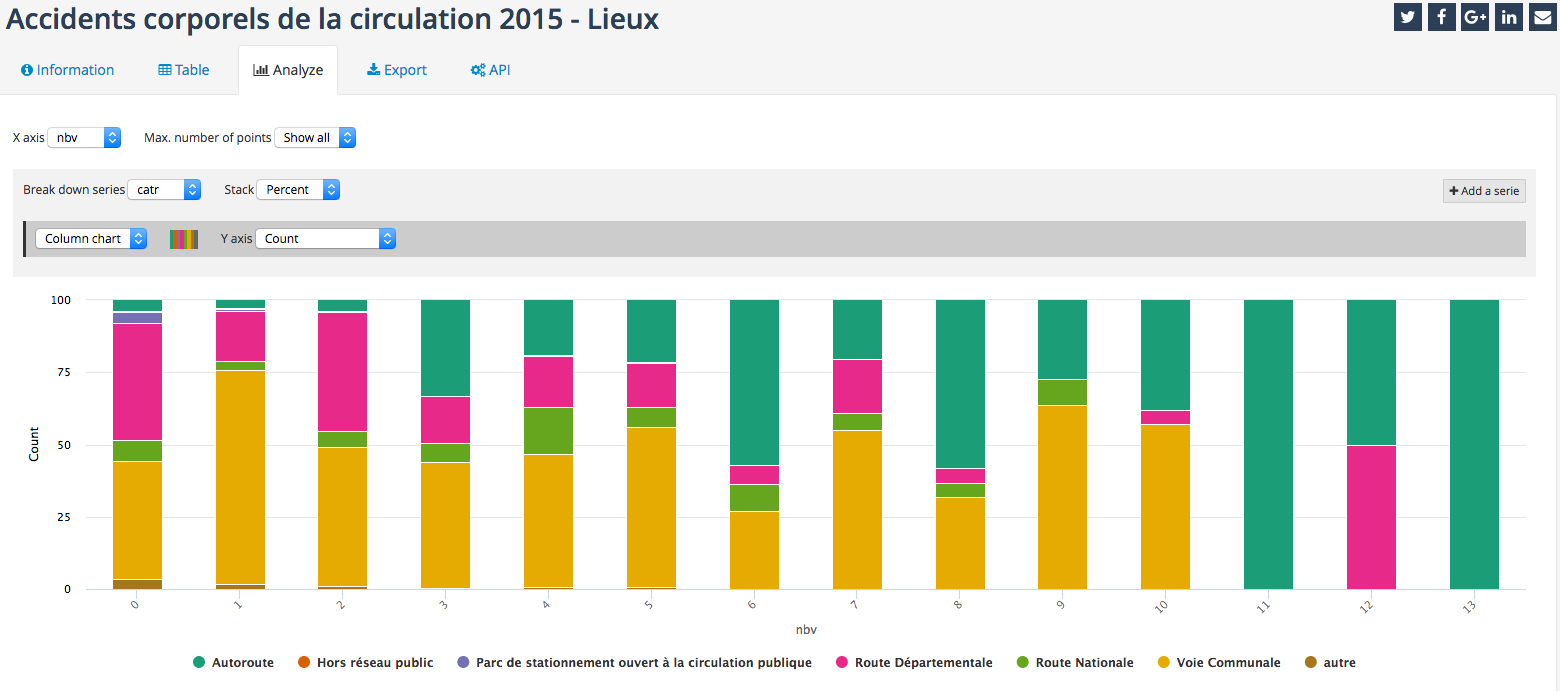 Accidents corporels de la circulation 2015 - Lieux
Information Table Analyze Export API
X axis nbv Max. number of points Show all
Break down series catr Stack Percent + Add a serie
Column chart Y axis Count
100
75
50
25
0
Count
0 1 2 3 4 5 6 7 8 9 10 11 12 13
nbv
Autoroute Hors réseau public Parc de stationnement ouvert à la circulation publique Route Départementale Route Nationale Voie Communale autre